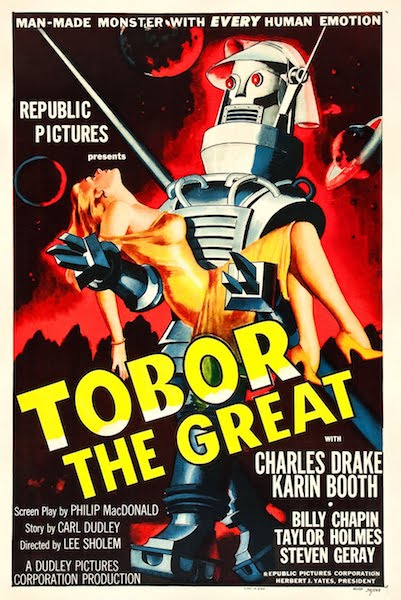 MAN-MADE MONSTER WITH EVERY HUMAN EMOTION
REPUBLIC
PICTURES
presents
TOBOR
THE GREAT
WITH
CHARLES DRAKE
KARIN BOOTH
BILLY CHAPIN
TAYLOR HOLMES
STEVEN GERAY
Screen Play by PHILIP MacDONALD
Story by CARL DUDLEY
Directed by LEE SHOLEM
A DUDLEY PICTURES
CORPORATION PRODUCTION
REPUBLIC PICTURES CORPORATION
HERBERT J. YATES, PRESIDENT